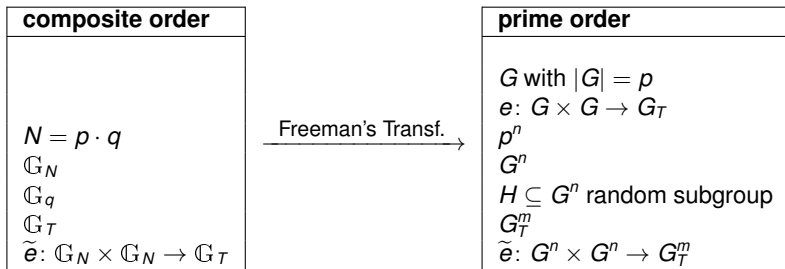 composite order
N = p · q
𝔾_N
𝔾_q
𝔾_T
ẽ: 𝔾_N × 𝔾_N → 𝔾_T
Freeman's Transf.
prime order
G with |G| = p
e: G × G → G_T
p^n
G^n
H ⊆ G^n random subgroup
G_T^m
ẽ: G^n × G^n → G_T^m